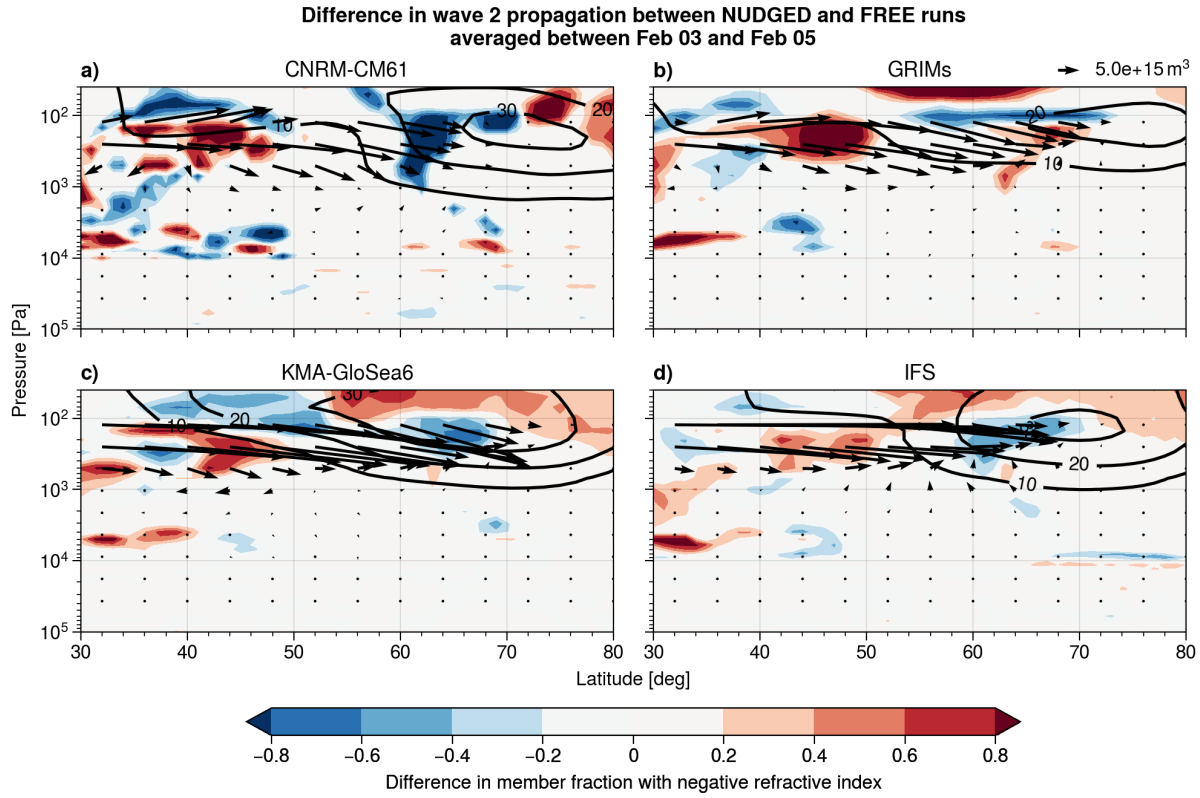 Difference in wave 2 propagation between NUDGED and FREE runs
averaged between Feb 03 and Feb 05
a) CNRM-CM61
b) GRIMs 5.0e+15 m³
10² 10³ 10⁴ 10⁵
10 30 20
20 10
c) KMA-GloSea6
d) IFS
Pressure [Pa]
10² 10³ 10⁴ 10⁵
10 20 30
20 10
30 40 50 60 70 80
30 40 50 60 70 80
Latitude [deg]
−0.8 −0.6 −0.4 −0.2 0 0.2 0.4 0.6 0.8
Difference in member fraction with negative refractive index